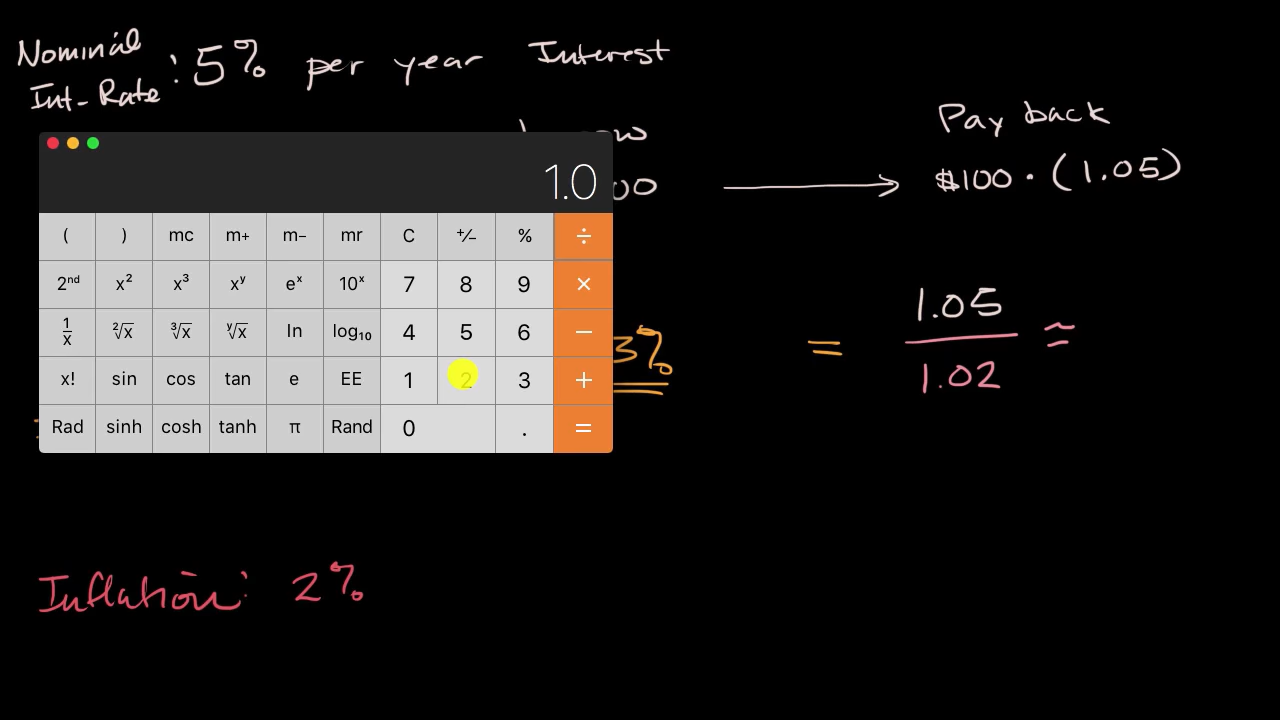 Nominal
Int-Rate: 5% per year Interest
Pay back
$100 · (1.05)
1.0
( ) mc m+ m- mr C +/- % ÷
2nd x² x³ xʸ eˣ 10ˣ 7 8 9 ×
1/x ²√x ³√x ʸ√x ln log₁₀ 4 5 6 −
x! sin cos tan e EE 1 2 3 +
Rad sinh cosh tanh π Rand 0 . =
3% = 1.05/1.02 ≈
Inflation: 2%